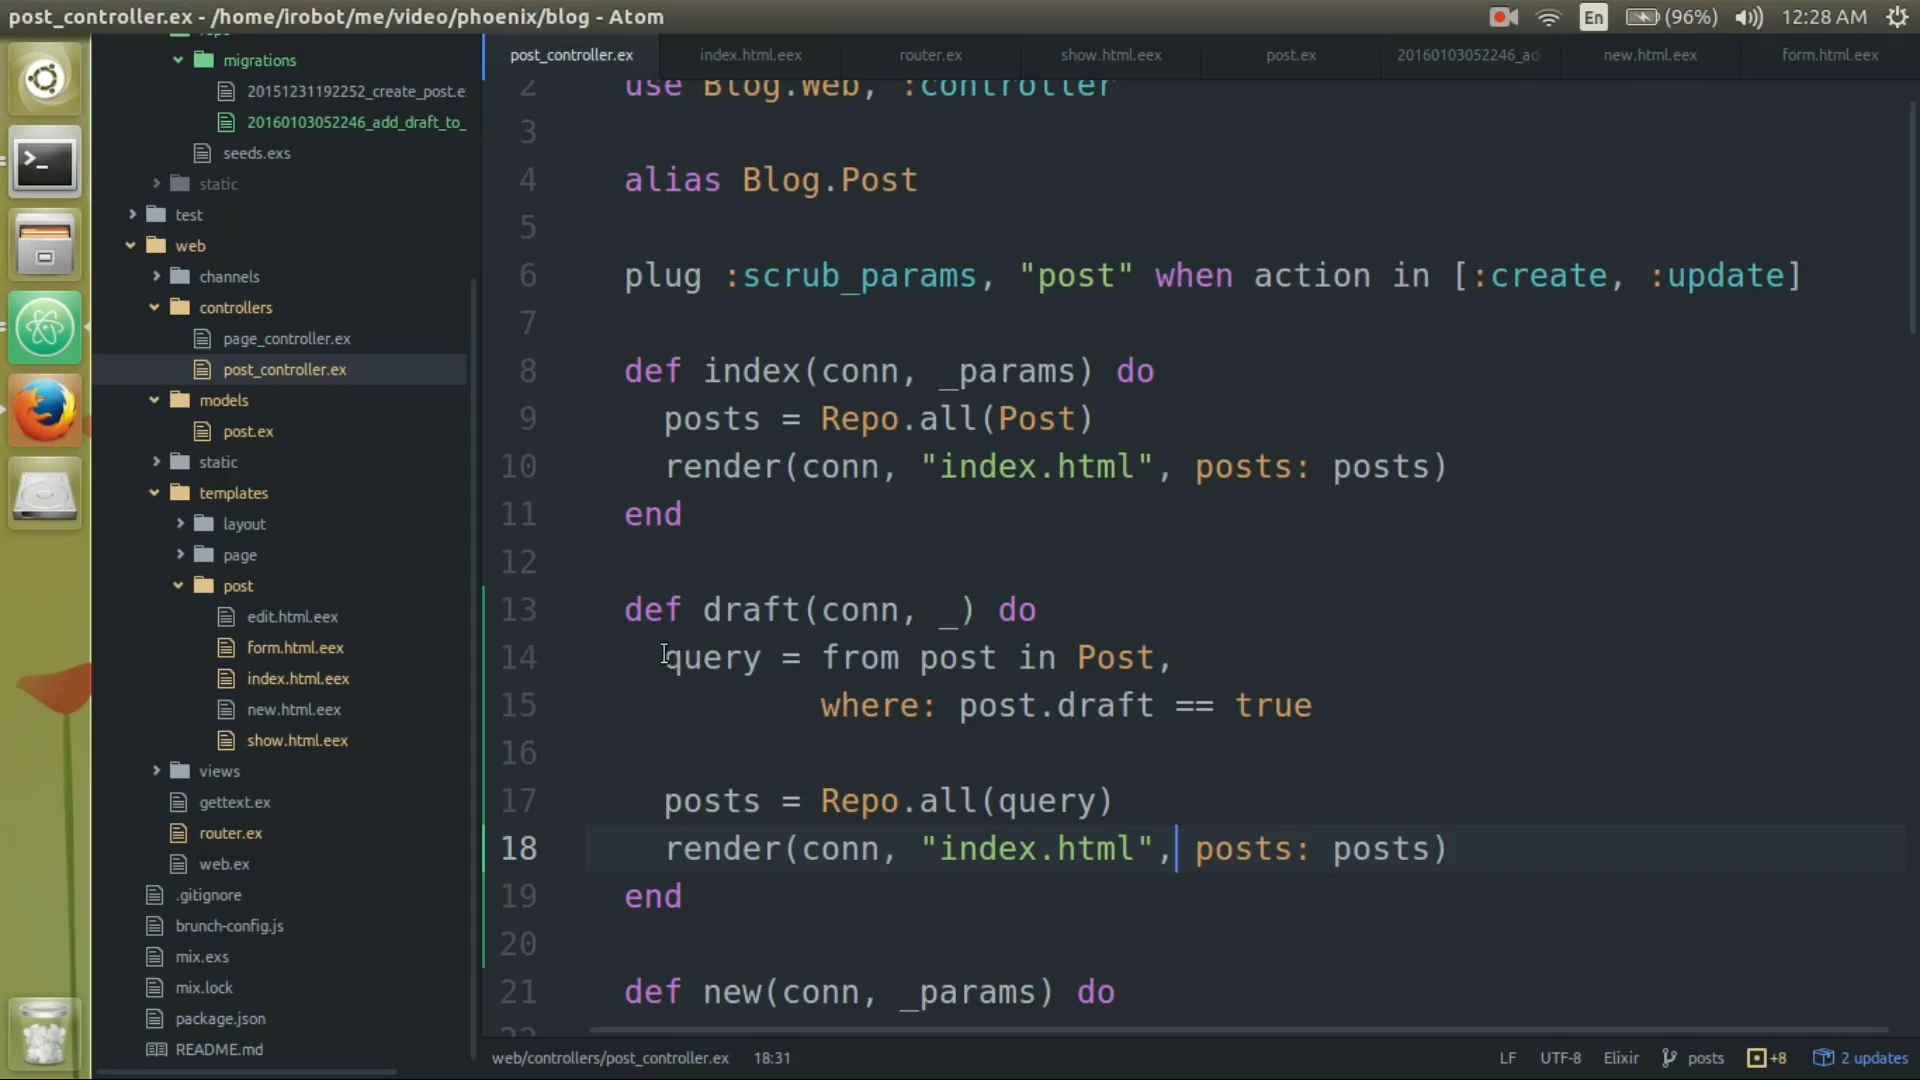 post_controller.ex - /home/irobot/me/video/phoenix/blog - Atom
En
(96%)
12:28 AM
migrations
20151231192252_create_post.e
20160103052246_add_draft_to_
seeds.exs
static
test
web
channels
controllers
page_controller.ex
post_controller.ex
models
post.ex
static
templates
layout
page
post
edit.html.eex
form.html.eex
index.html.eex
new.html.eex
show.html.eex
views
gettext.ex
router.ex
web.ex
.gitignore
brunch-config.js
mix.exs
mix.lock
package.json
README.md
post_controller.ex
index.html.eex
router.ex
show.html.eex
post.ex
20160103052246_ad
new.html.eex
form.html.eex
2 use Blog.Web, :controller
3
4 alias Blog.Post
5
6 plug :scrub_params, "post" when action in [:create, :update]
7
8 def index(conn, _params) do
9 posts = Repo.all(Post)
10 render(conn, "index.html", posts: posts)
11 end
12
13 def draft(conn, _) do
14 query = from post in Post,
15 where: post.draft == true
16
17 posts = Repo.all(query)
18 render(conn, "index.html", posts: posts)
19 end
20
21 def new(conn, _params) do
web/controllers/post_controller.ex 18:31
LF UTF-8 Elixir posts +8 2 updates